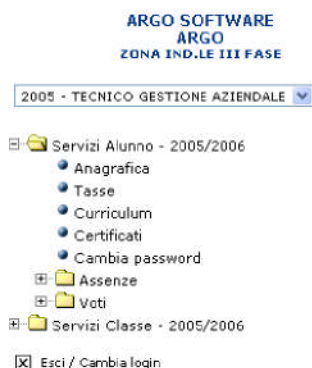 ARGO SOFTWARE
ARGO
ZONA IND.LE III FASE
2005 - TECNICO GESTIONE AZIENDALE
Servizi Alunno - 2005/2006
Anagrafica
Tasse
Curriculum
Certificati
Cambia password
Assenze
Voti
Servizi Classe - 2005/2006
Esci / Cambia login